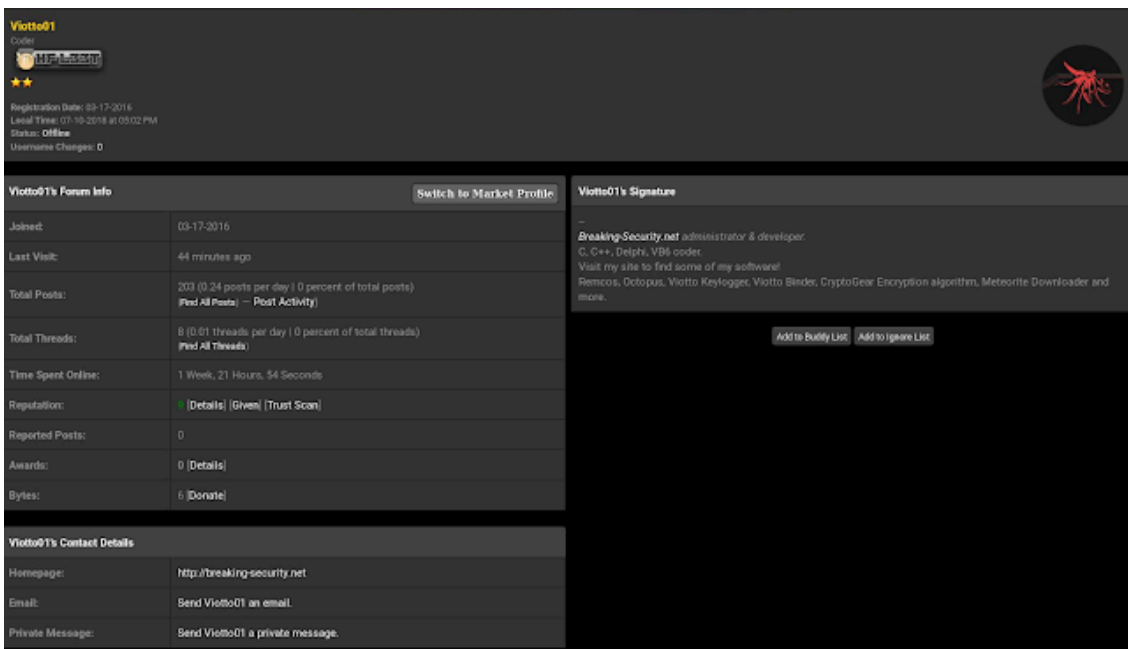 Viotto01
Coder
Registration Date: 03-17-2016
Local Time: 07-10-2018 at 05:02 PM
Status: Offline
Username Changes: 0
Viotto01's Forum Info
Switch to Market Profile
Joined: 03-17-2016
Last Visit: 44 minutes ago
Total Posts: 203 (0.24 posts per day | 0 percent of total posts)
(Find All Posts) — Post Activity)
Total Threads: 8 (0.01 threads per day | 0 percent of total threads)
(Find All Threads)
Time Spent Online: 1 Week, 21 Hours, 54 Seconds
Reputation: [Details] [Given] [Trust Scan]
Reported Posts: 0
Awards: 0 [Details]
Bytes: 6 [Donate]
Viotto01's Contact Details
Homepage: http://breaking-security.net
Email: Send Viotto01 an email.
Private Message: Send Viotto01 a private message.
Viotto01's Signature
--
Breaking-Security.net administrator & developer.
C, C++, Delphi, VB6 coder.
Visit my site to find some of my software!
Remcos, Octopus, Viotto Keylogger, Viotto Binder, CryptoGear Encryption algorithm, Meteorite Downloader and
more.
Add to Buddy List Add to Ignore List